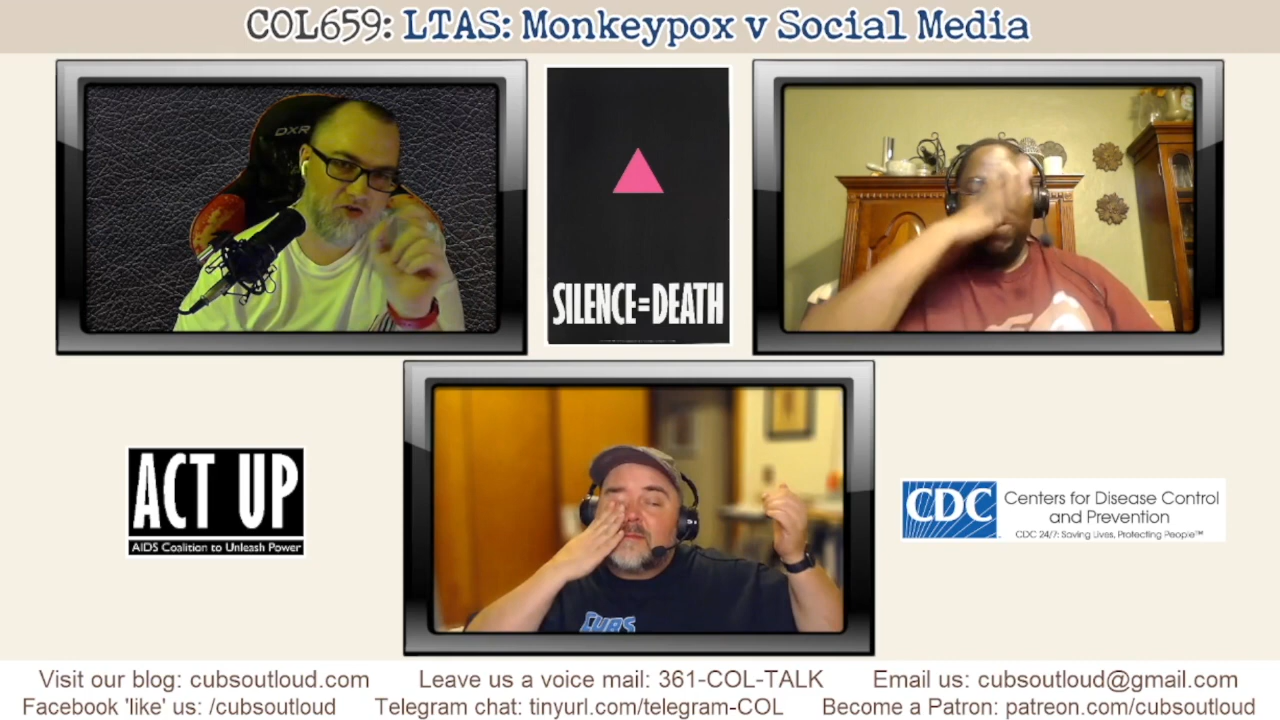 COL659: LTAS: Monkeypox v Social Media
DXR
SILENCE=DEATH
ACT UP
AIDS Coalition to Unleash Power
CDC
Centers for Disease Control
and Prevention
CDC 24/7: Saving Lives, Protecting People™
CUBS
Visit our blog: cubsoutloud.com Leave us a voice mail: 361-COL-TALK Email us: cubsoutloud@gmail.com
Facebook 'like' us: /cubsoutloud Telegram chat: tinyurl.com/telegram-COL Become a Patron: patreon.com/cubsoutloud